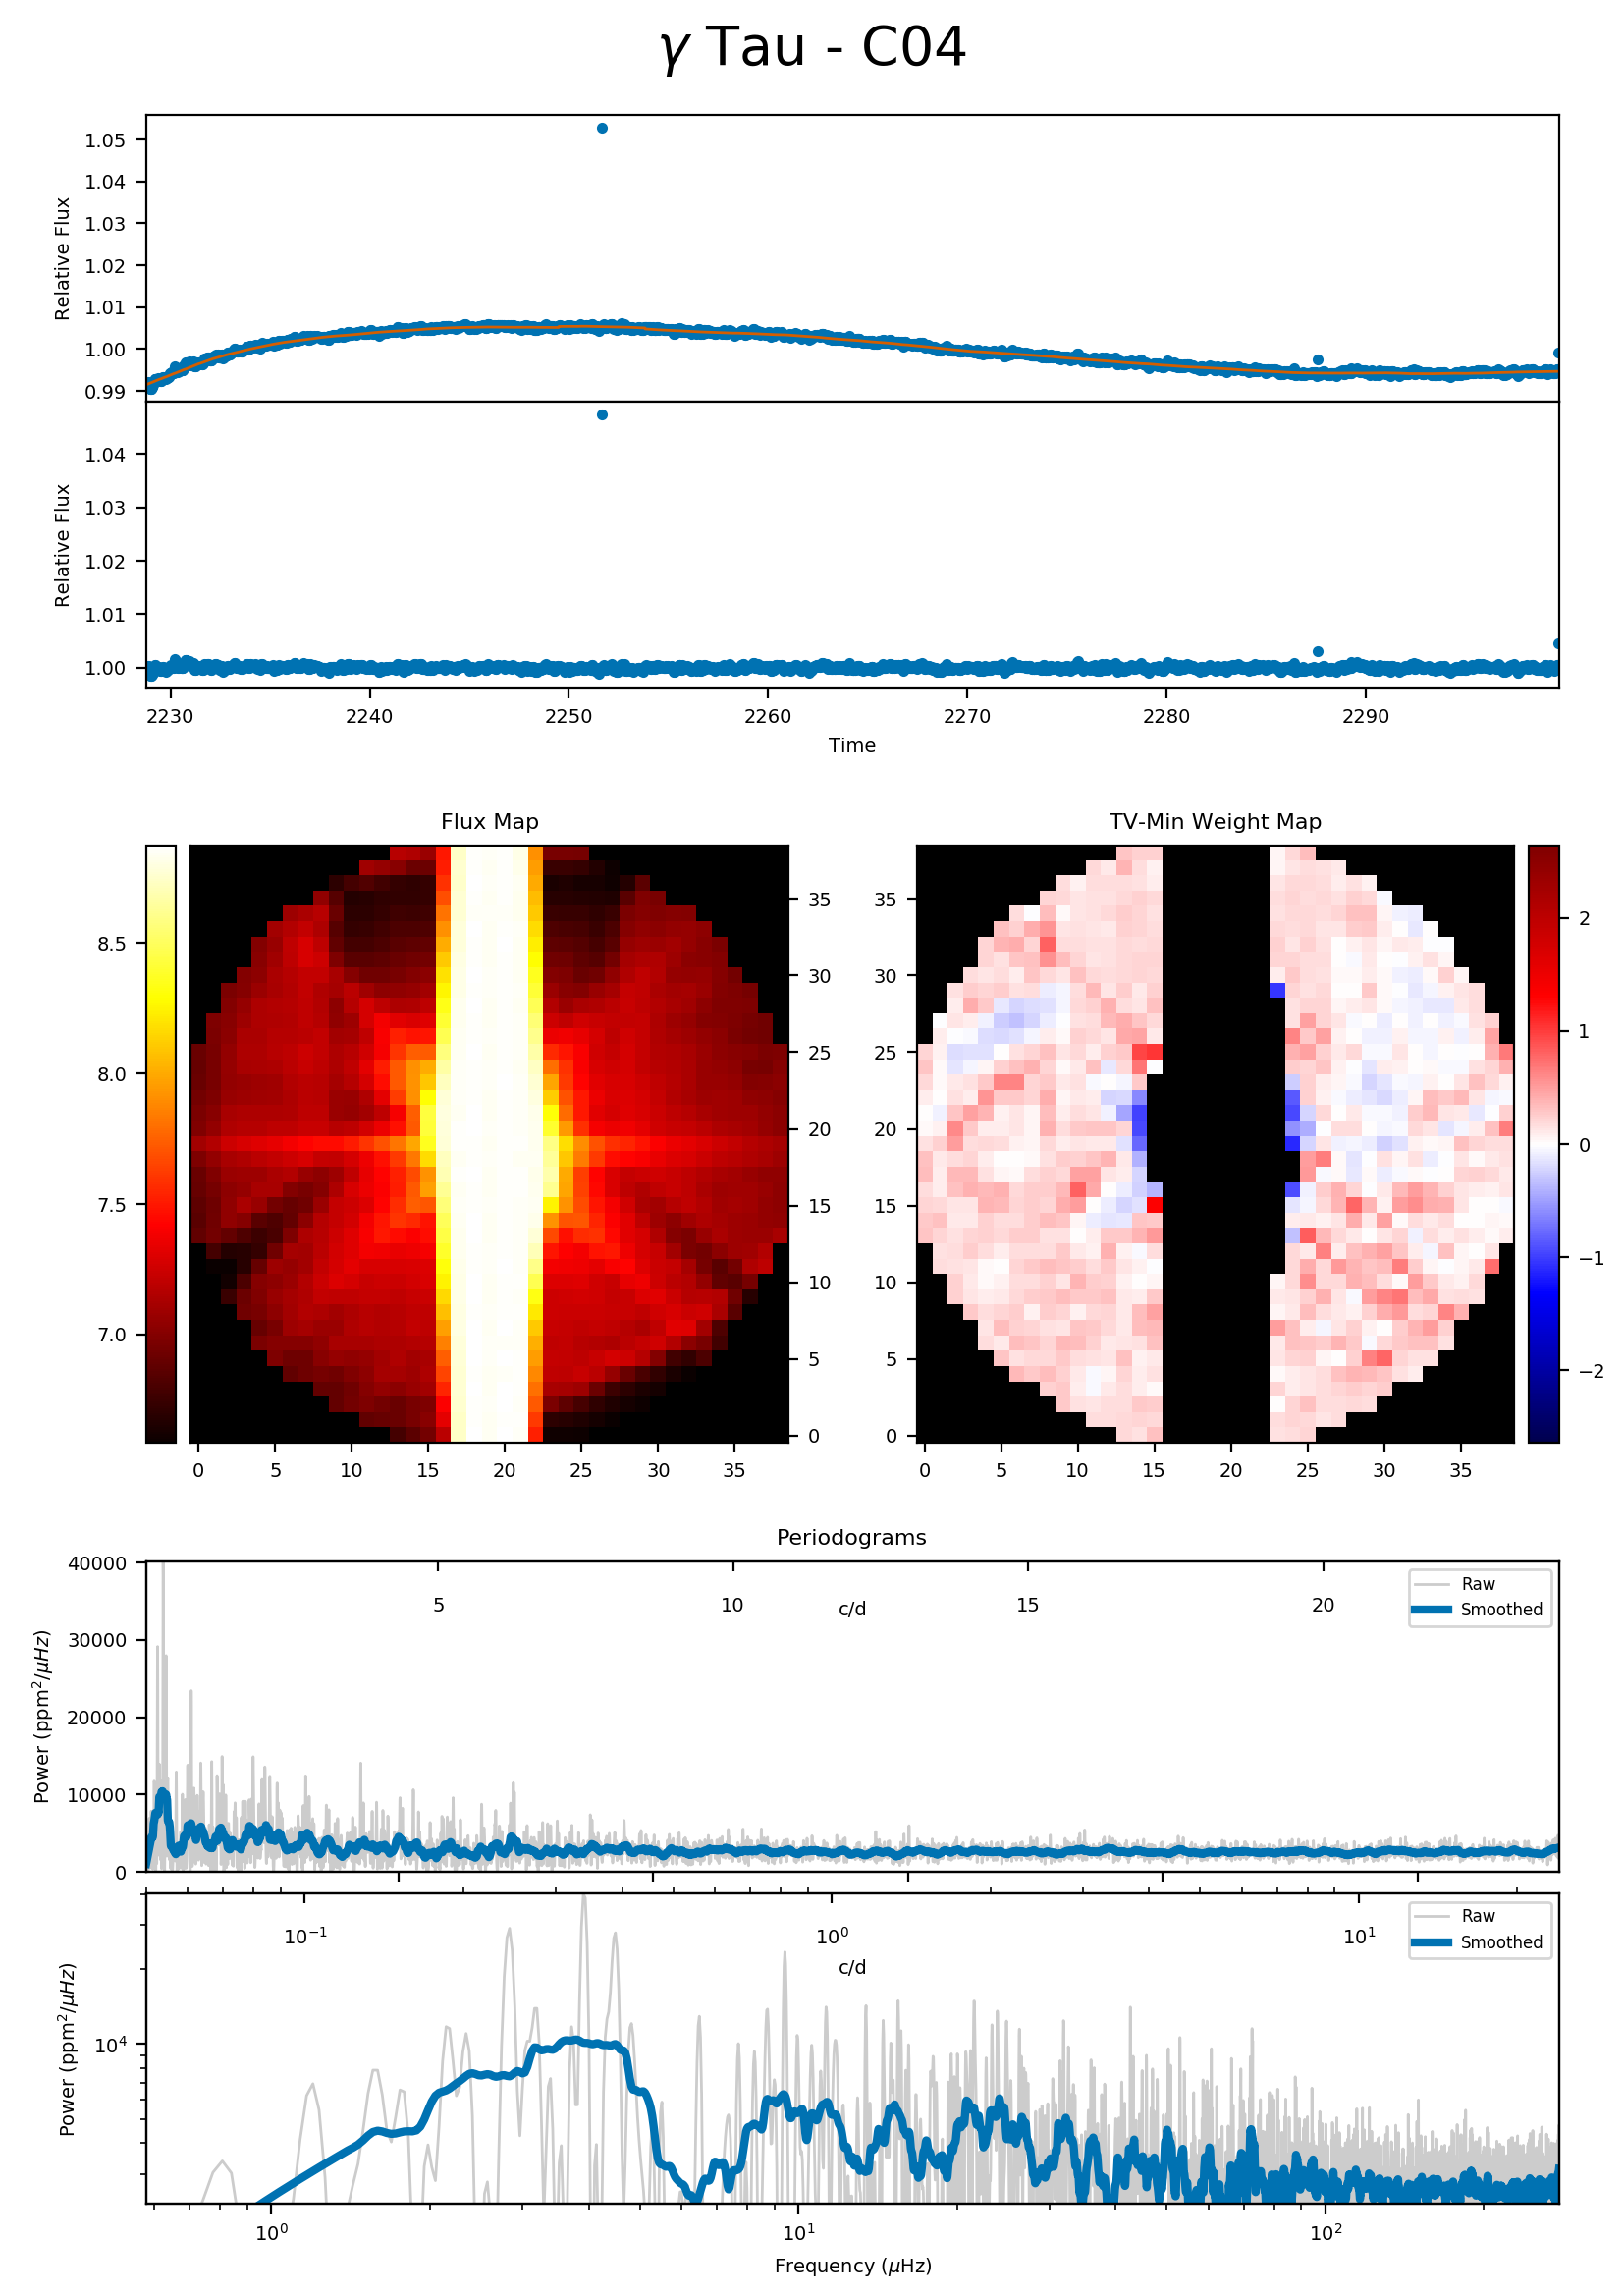 γ Tau - C04
1.05
1.04
1.03
1.02
1.01
1.00
0.99
Relative Flux
1.04
1.03
1.02
1.01
1.00
Relative Flux
2230 2240 2250 2260 2270 2280 2290
Time
Flux Map
8.5
8.0
7.5
7.0
35
30
25
20
15
10
5
0
0 5 10 15 20 25 30 35
TV-Min Weight Map
35
30
25
20
15
10
5
0
0 5 10 15 20 25 30 35
2
1
0
−1
−2
Periodograms
40000
30000
20000
10000
0
Power (ppm²/μHz)
5 10 15 20
c/d
Raw
Smoothed
10⁻¹ 10⁰ 10¹
c/d
Raw
Smoothed
10⁴
Power (ppm²/μHz)
10⁰ 10¹ 10²
Frequency (μHz)